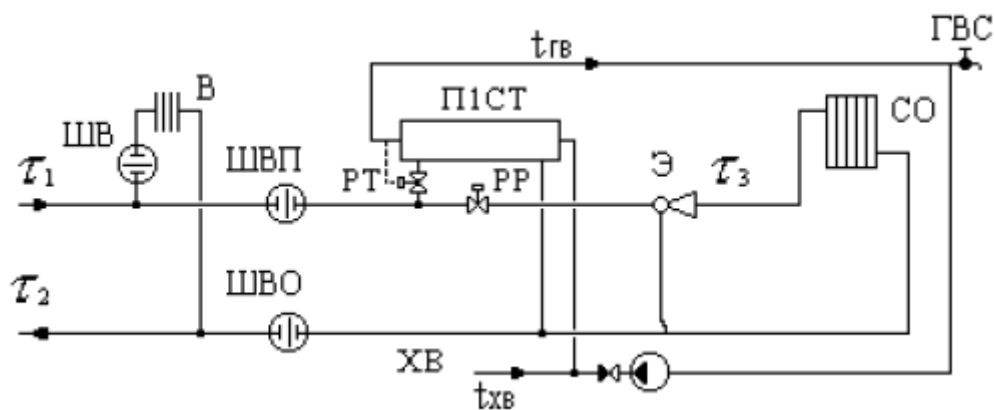 ГВС
tгв
В
П1СТ
СО
ШВ
ШВП
Э
τ₁
РТ
РР
τ₃
τ₂
ШВО
ХВ
tхв